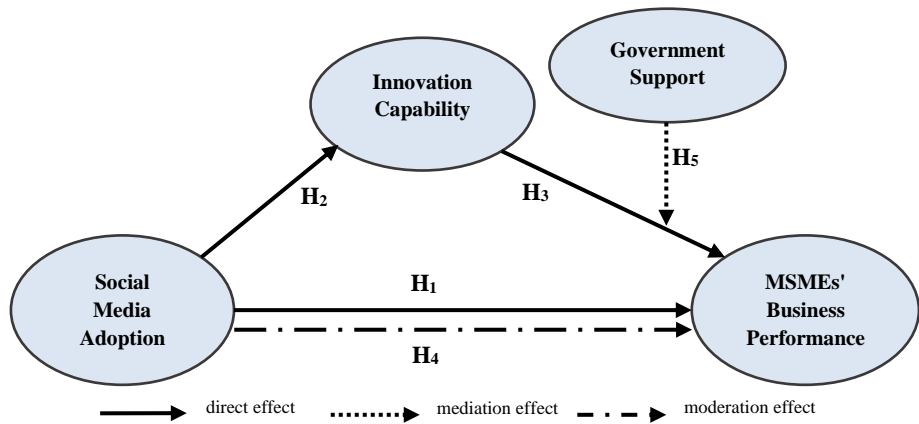 Government
Support
Innovation
Capability
H5
H2
H3
Social
Media
Adoption
H1
MSMEs'
Business
Performance
H4
direct effect
mediation effect
moderation effect